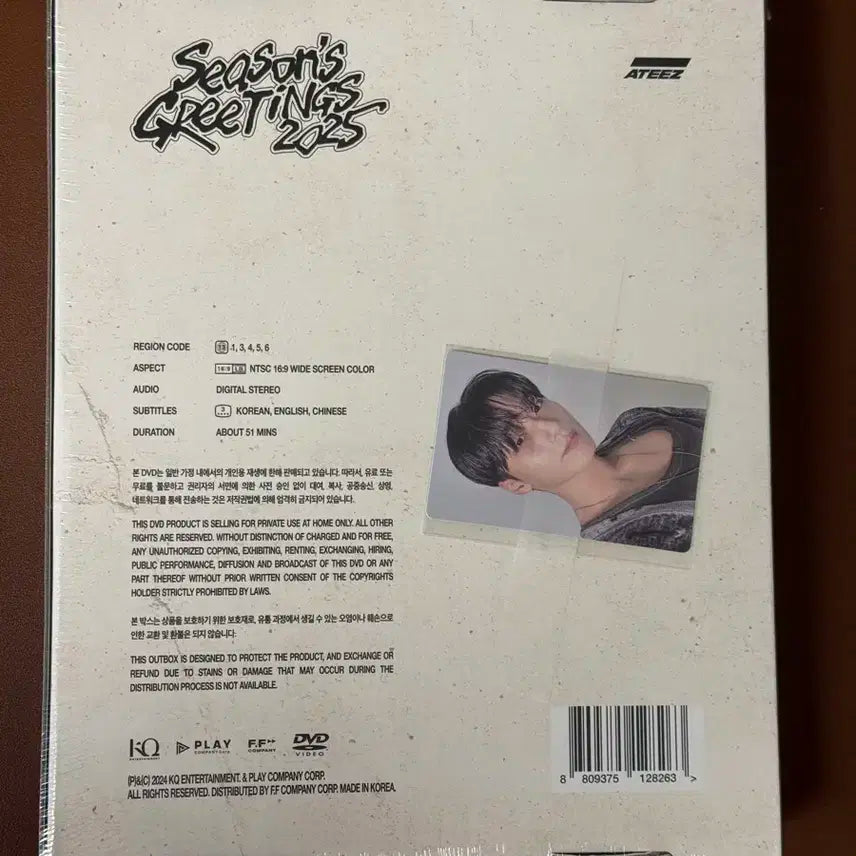 Season's
GREETINGS
2025
ATEEZ
REGION CODE 13 1, 3, 4, 5, 6
ASPECT 16:9 LB NTSC 16:9 WIDE SCREEN COLOR
AUDIO DIGITAL STEREO
SUBTITLES 3 KOREAN, ENGLISH, CHINESE
DURATION ABOUT 51 MINS
본 DVD는 일반 가정 내에서의 개인용 재생에 한해 판매되고 있습니다. 따라서, 유료 또는
무료를 불문하고 권리자의 서면에 의한 사전 승인 없이 대여, 복사, 공중송신, 상영,
네트워크를 통해 전송하는 것은 저작권법에 의해 엄격히 금지되어 있습니다.
THIS DVD PRODUCT IS SELLING FOR PRIVATE USE AT HOME ONLY. ALL OTHER
RIGHTS ARE RESERVED. WITHOUT DISTINCTION OF CHARGED AND FOR FREE,
ANY UNAUTHORIZED COPYING, EXHIBITING, RENTING, EXCHANGING, HIRING,
PUBLIC PERFORMANCE, DIFFUSION AND BROADCAST OF THIS DVD OR ANY
PART THEREOF WITHOUT PRIOR WRITTEN CONSENT OF THE COPYRIGHTS
HOLDER STRICTLY PROHIBITED BY LAWS.
본 박스는 상품을 보호하기 위한 보호재로, 유통 과정에서 생길 수 있는 오염이나 훼손으로
인한 교환 및 환불은 되지 않습니다.
THIS OUTBOX IS DESIGNED TO PROTECT THE PRODUCT, AND EXCHANGE OR
REFUND DUE TO STAINS OR DAMAGE THAT MAY OCCUR DURING THE
DISTRIBUTION PROCESS IS NOT AVAILABLE.
KQ ENTERTAINMENT PLAY COMPANY CORP. F.F COMPANY DVD VIDEO
(P)&(C) 2024 KQ ENTERTAINMENT. & PLAY COMPANY CORP.
ALL RIGHTS RESERVED. DISTRIBUTED BY F.F COMPANY CORP. MADE IN KOREA.
8 809375 128263 >